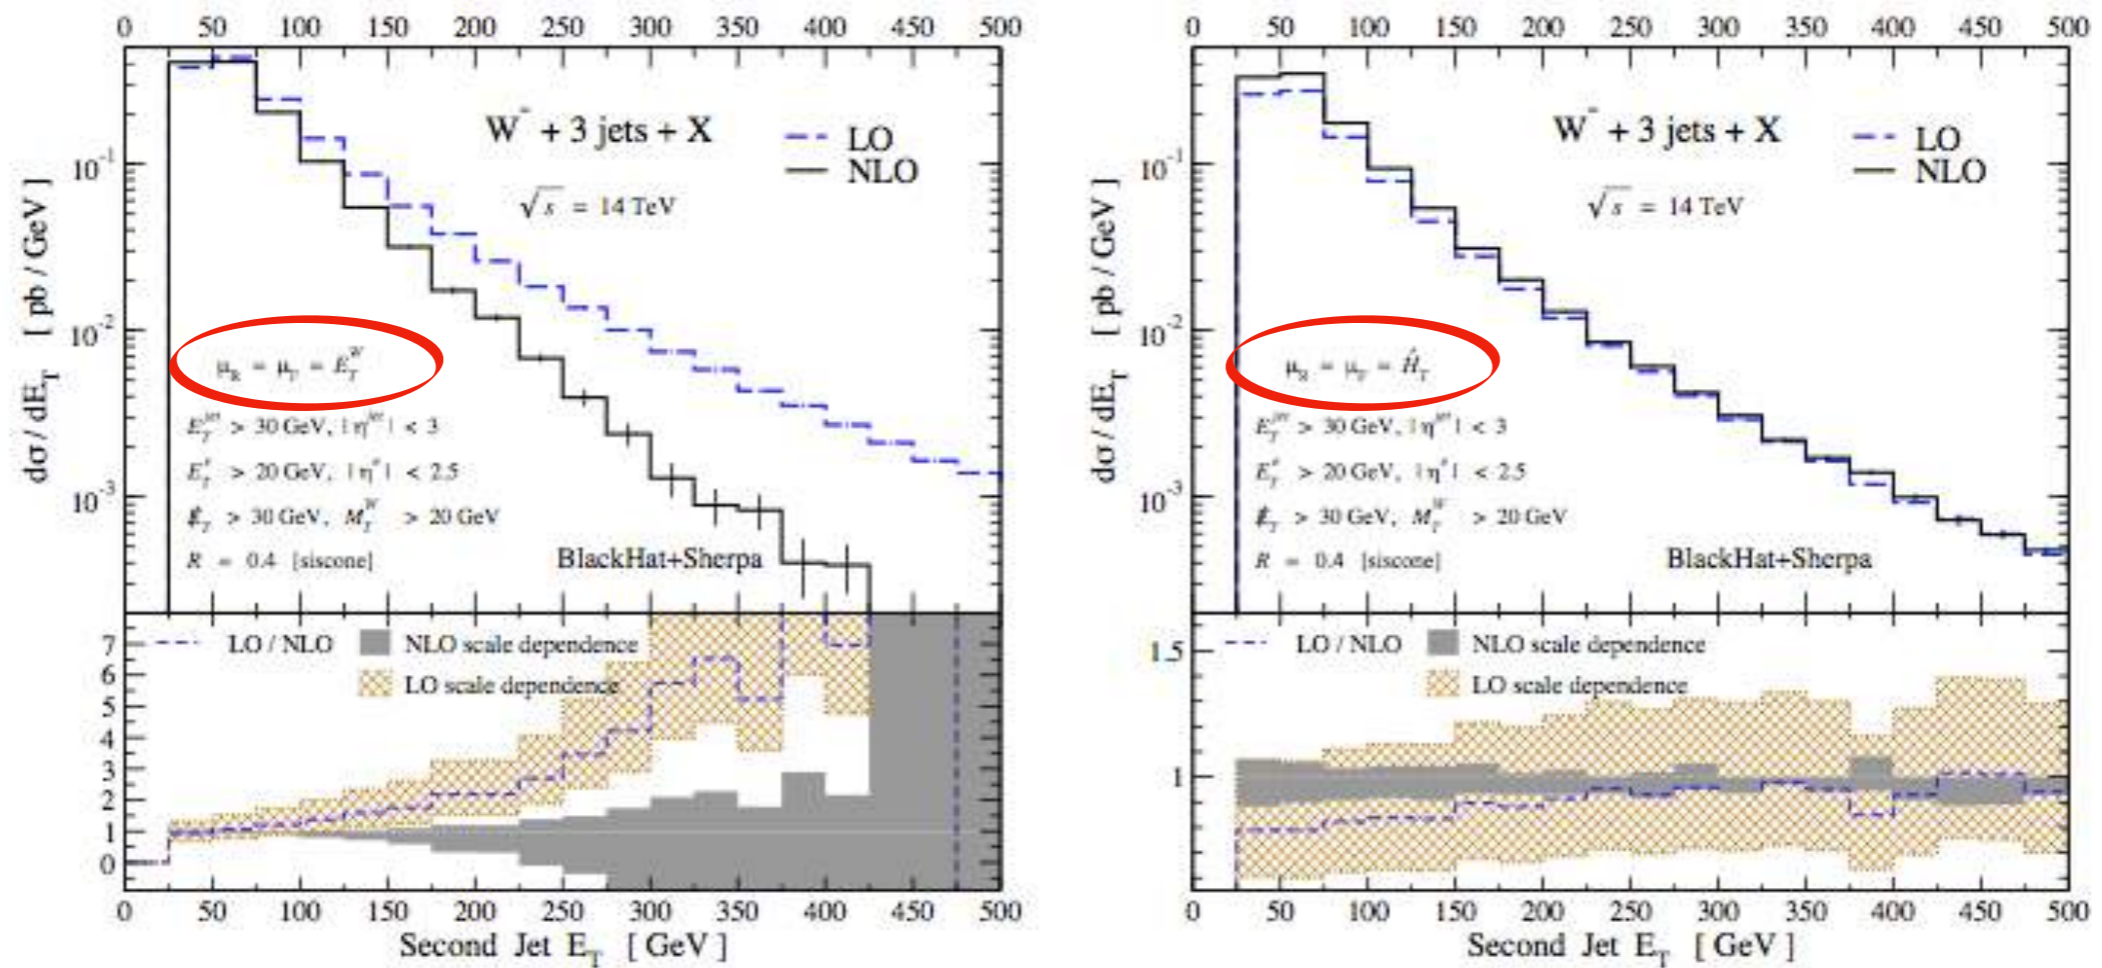 0 50 100 150 200 250 300 350 400 450 500
W⁻ + 3 jets + X
LO
NLO
√s = 14 TeV
10⁻¹
10⁻²
10⁻³
dσ / dE_T [ pb / GeV ]
μ_R = μ_F = E_T^W
E_T^jet > 30 GeV, | η^jet | < 3
E_T^e > 20 GeV, | η^e | < 2.5
E̸_T > 30 GeV, M_T^W > 20 GeV
R = 0.4 [siscone]
BlackHat+Sherpa
LO / NLO
NLO scale dependence
LO scale dependence
7
6
5
4
3
2
1
0
0 50 100 150 200 250 300 350 400 450 500
Second Jet E_T [ GeV ]
0 50 100 150 200 250 300 350 400 450 500
W⁻ + 3 jets + X
LO
NLO
√s = 14 TeV
10⁻¹
10⁻²
10⁻³
dσ / dE_T [ pb / GeV ]
μ_R = μ_F = Ĥ_T
E_T^jet > 30 GeV, | η^jet | < 3
E_T^e > 20 GeV, | η^e | < 2.5
E̸_T > 30 GeV, M_T^W > 20 GeV
R = 0.4 [siscone]
BlackHat+Sherpa
LO / NLO
NLO scale dependence
LO scale dependence
1.5
1
0 50 100 150 200 250 300 350 400 450 500
Second Jet E_T [ GeV ]